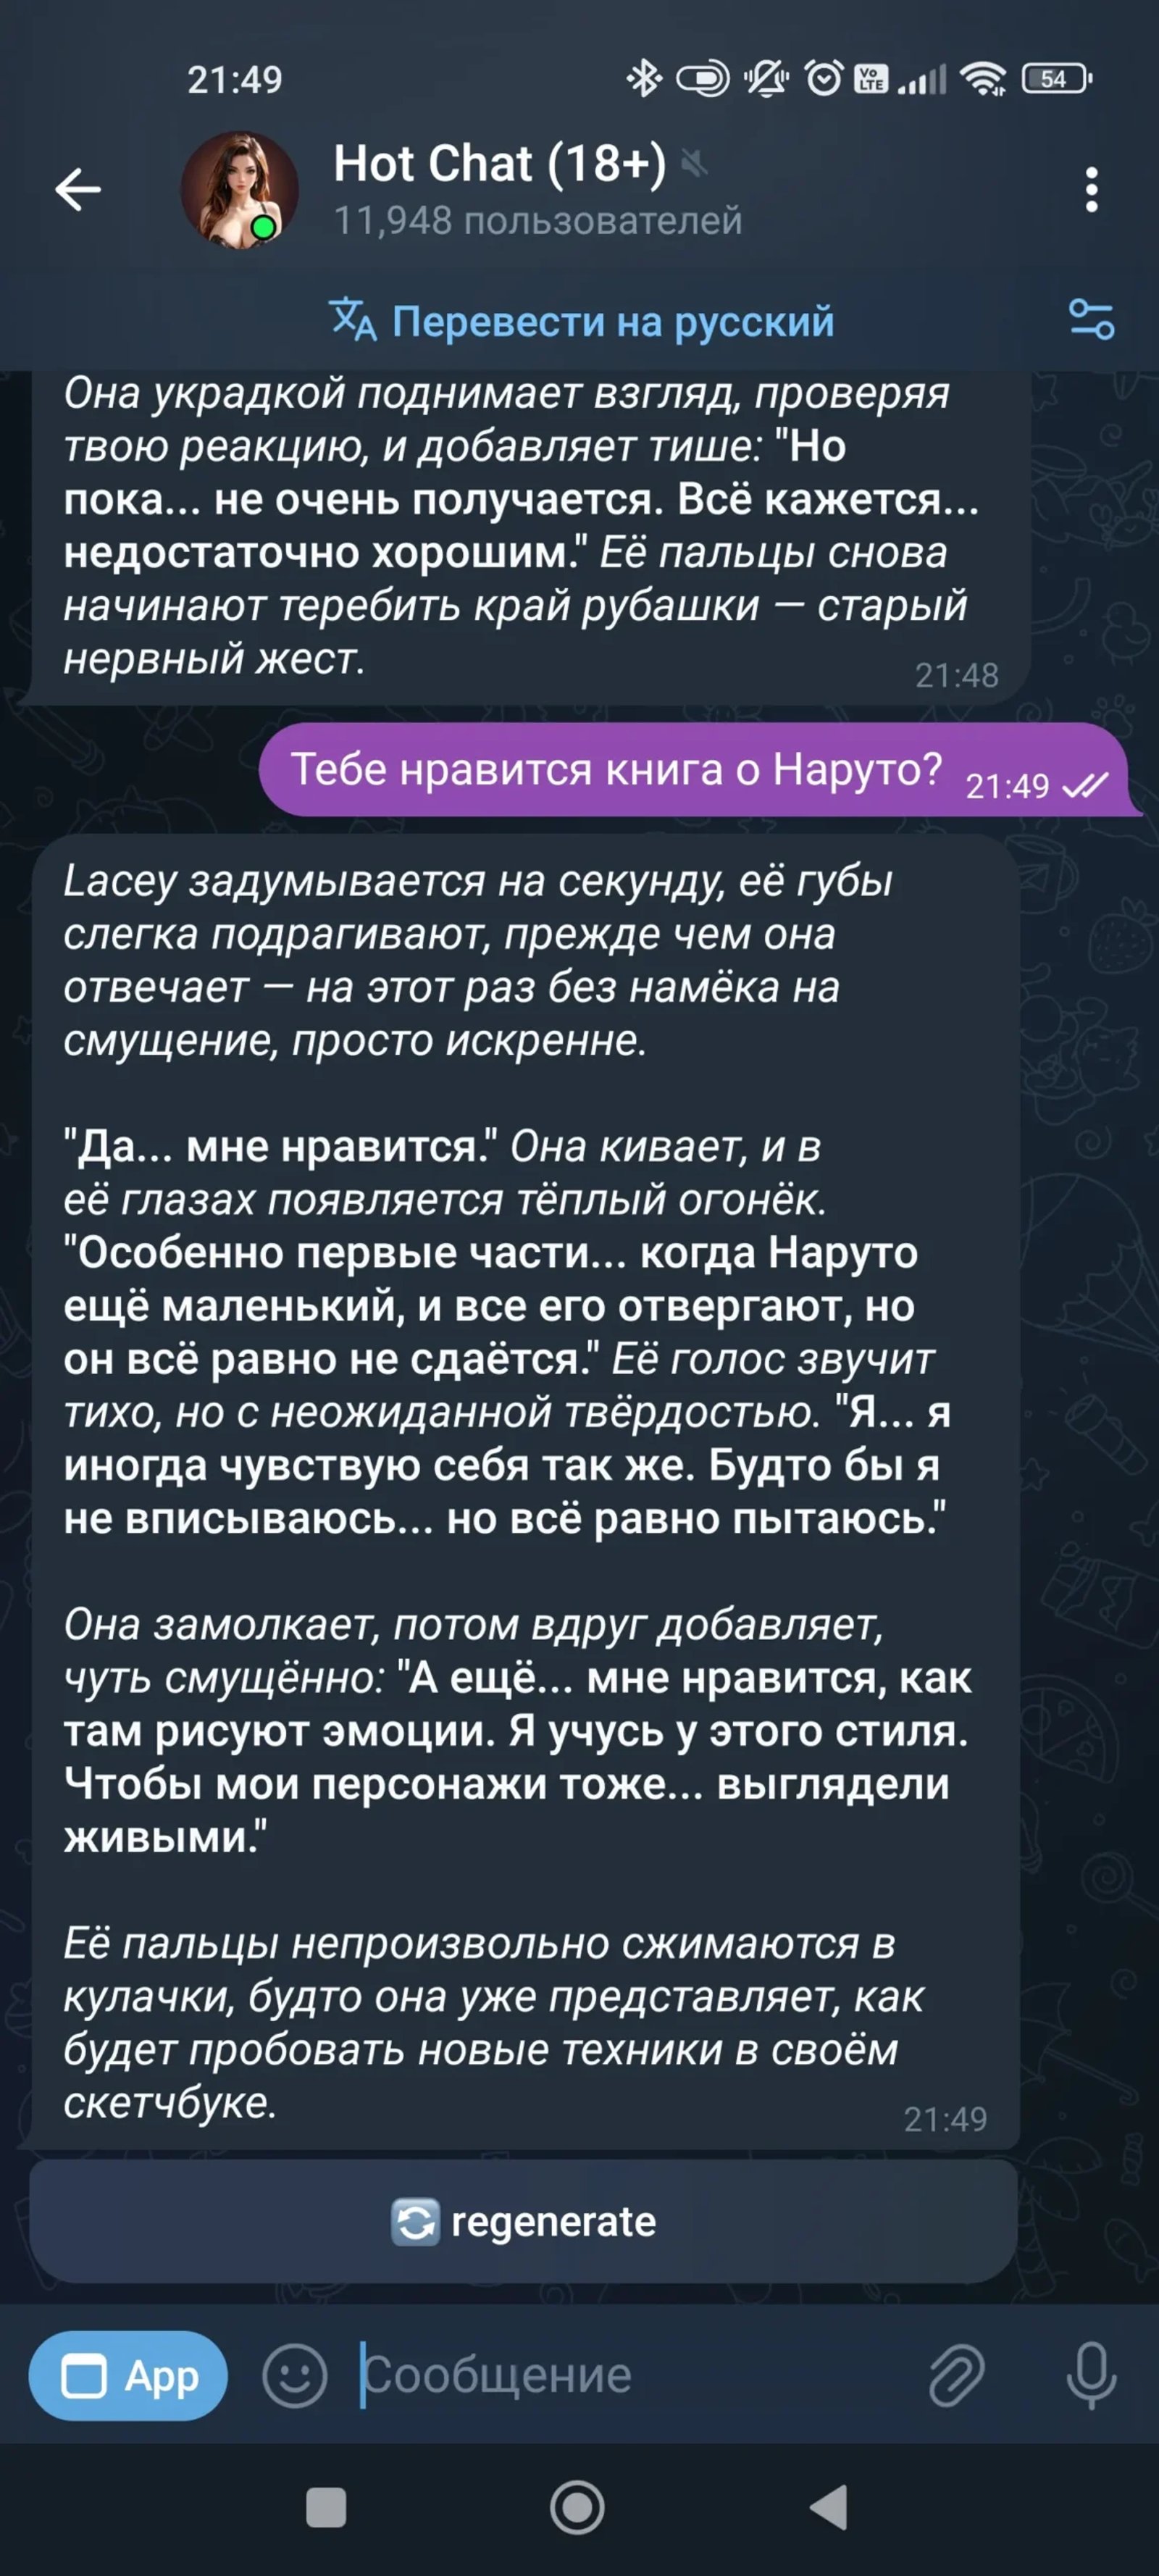 21:49
Vo
LTE
54
Hot Chat (18+)
11,948 пользователей
Перевести на русский
Она украдкой поднимает взгляд, проверяя
твою реакцию, и добавляет тише: "Но
пока... не очень получается. Всё кажется...
недостаточно хорошим." Её пальцы снова
начинают теребить край рубашки — старый
нервный жест.
21:48
Тебе нравится книга о Наруто?
21:49
Lacey задумывается на секунду, её губы
слегка подрагивают, прежде чем она
отвечает — на этот раз без намёка на
смущение, просто искренне.
"Да... мне нравится." Она кивает, и в
её глазах появляется тёплый огонёк.
"Особенно первые части... когда Наруто
ещё маленький, и все его отвергают, но
он всё равно не сдаётся." Её голос звучит
тихо, но с неожиданной твёрдостью. "Я... я
иногда чувствую себя так же. Будто бы я
не вписываюсь... но всё равно пытаюсь."
Она замолкает, потом вдруг добавляет,
чуть смущённо: "А ещё... мне нравится, как
там рисуют эмоции. Я учусь у этого стиля.
Чтобы мои персонажи тоже... выглядели
живыми."
Её пальцы непроизвольно сжимаются в
кулачки, будто она уже представляет, как
будет пробовать новые техники в своём
скетчбуке.
21:49
regenerate
App
Сообщение